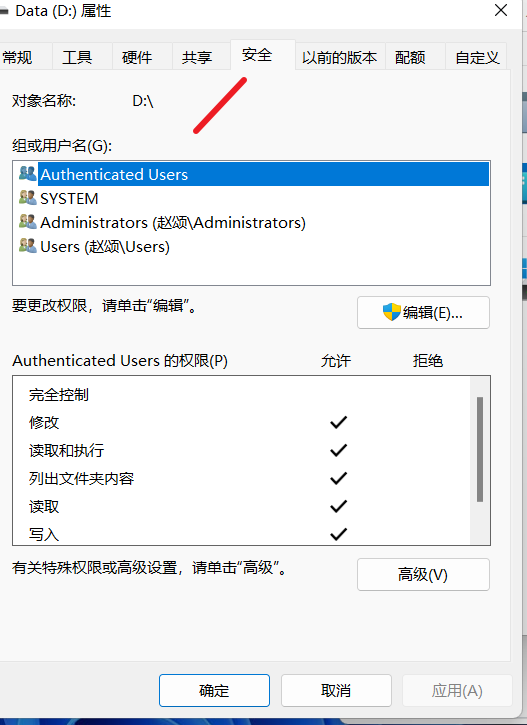 Data (D:) 属性
常规 工具 硬件 共享 安全 以前的版本 配额 自定义
对象名称: D:\
组或用户名(G):
Authenticated Users
SYSTEM
Administrators (赵颂\Administrators)
Users (赵颂\Users)
要更改权限，请单击“编辑”。
编辑(E)...
Authenticated Users 的权限(P) 允许 拒绝
完全控制
修改
读取和执行
列出文件夹内容
读取
写入
有关特殊权限或高级设置，请单击“高级”。
高级(V)
确定 取消 应用(A)